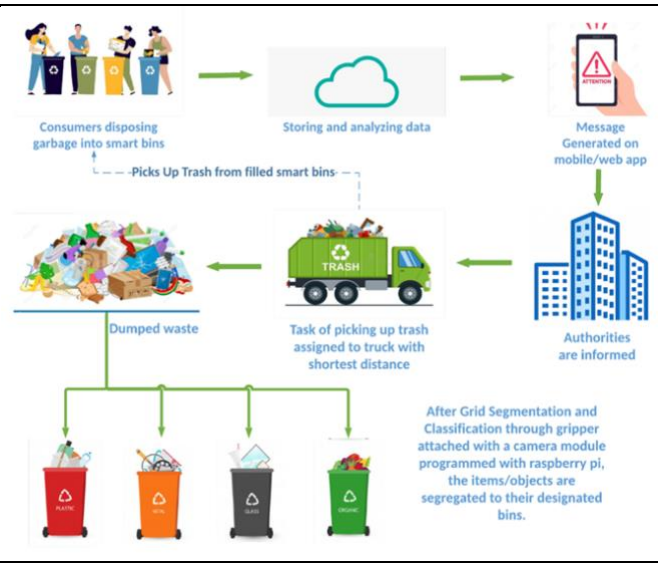 Consumers disposing
garbage into smart bins
Storing and analyzing data
ATTENTION
Message
Generated on
mobile/web app
Picks Up Trash from filled smart bins
TRASH
Dumped waste
Task of picking up trash
assigned to truck with
shortest distance
Authorities
are informed
After Grid Segmentation and
Classification through gripper
attached with a camera module
programmed with raspberry pi,
the items/objects are
segregated to their designated
bins.
PLASTIC
METAL
GLASS
ORGANIC